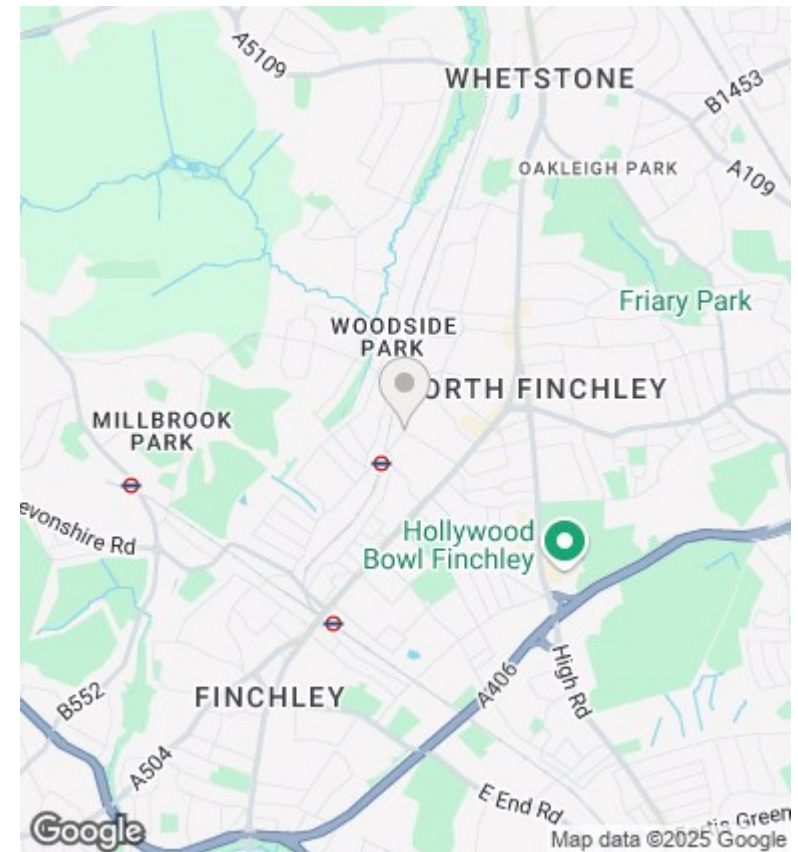 A5109
WHETSTONE
B1453
OAKLEIGH PARK
A109
Friary Park
WOODSIDE
PARK
ORTH FINCHLEY
MILLBROOK
PARK
evonshire Rd
Hollywood
Bowl Finchley
High Rd
A406
B552
FINCHLEY
A504
E End Rd
Green
Google
Map data ©2025 Google